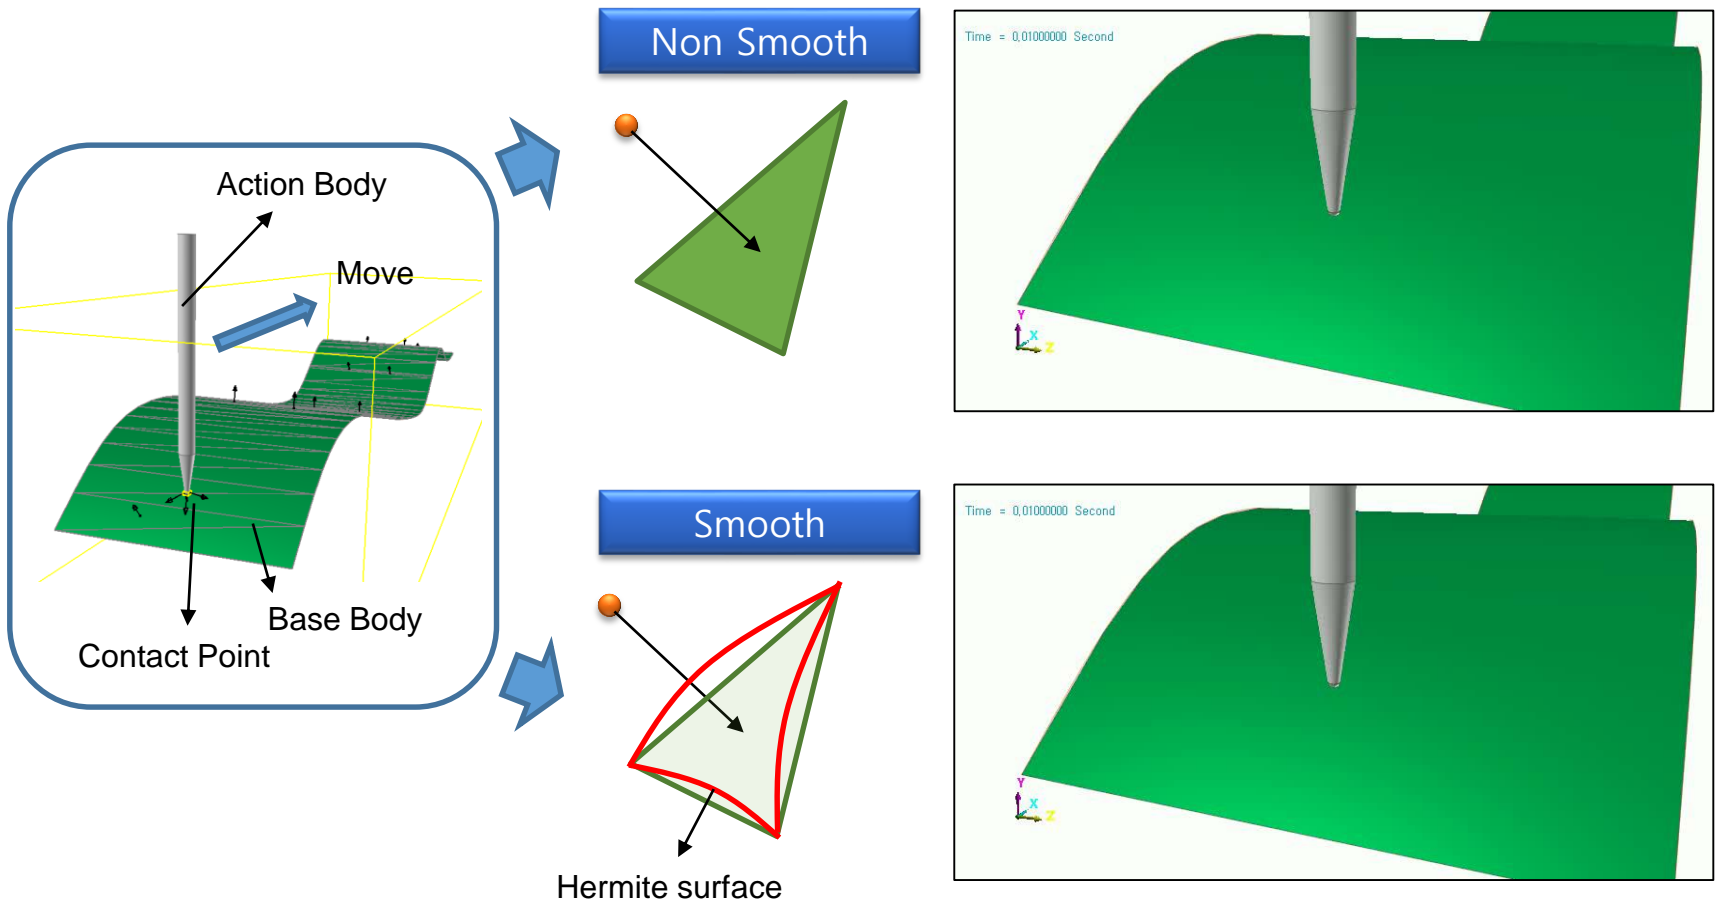 Non Smooth
Time = 0,01000000 Second
Action Body
Move
Y
X
Z
Smooth
Time = 0,01000000 Second
Base Body
Contact Point
Y
X
Z
Hermite surface